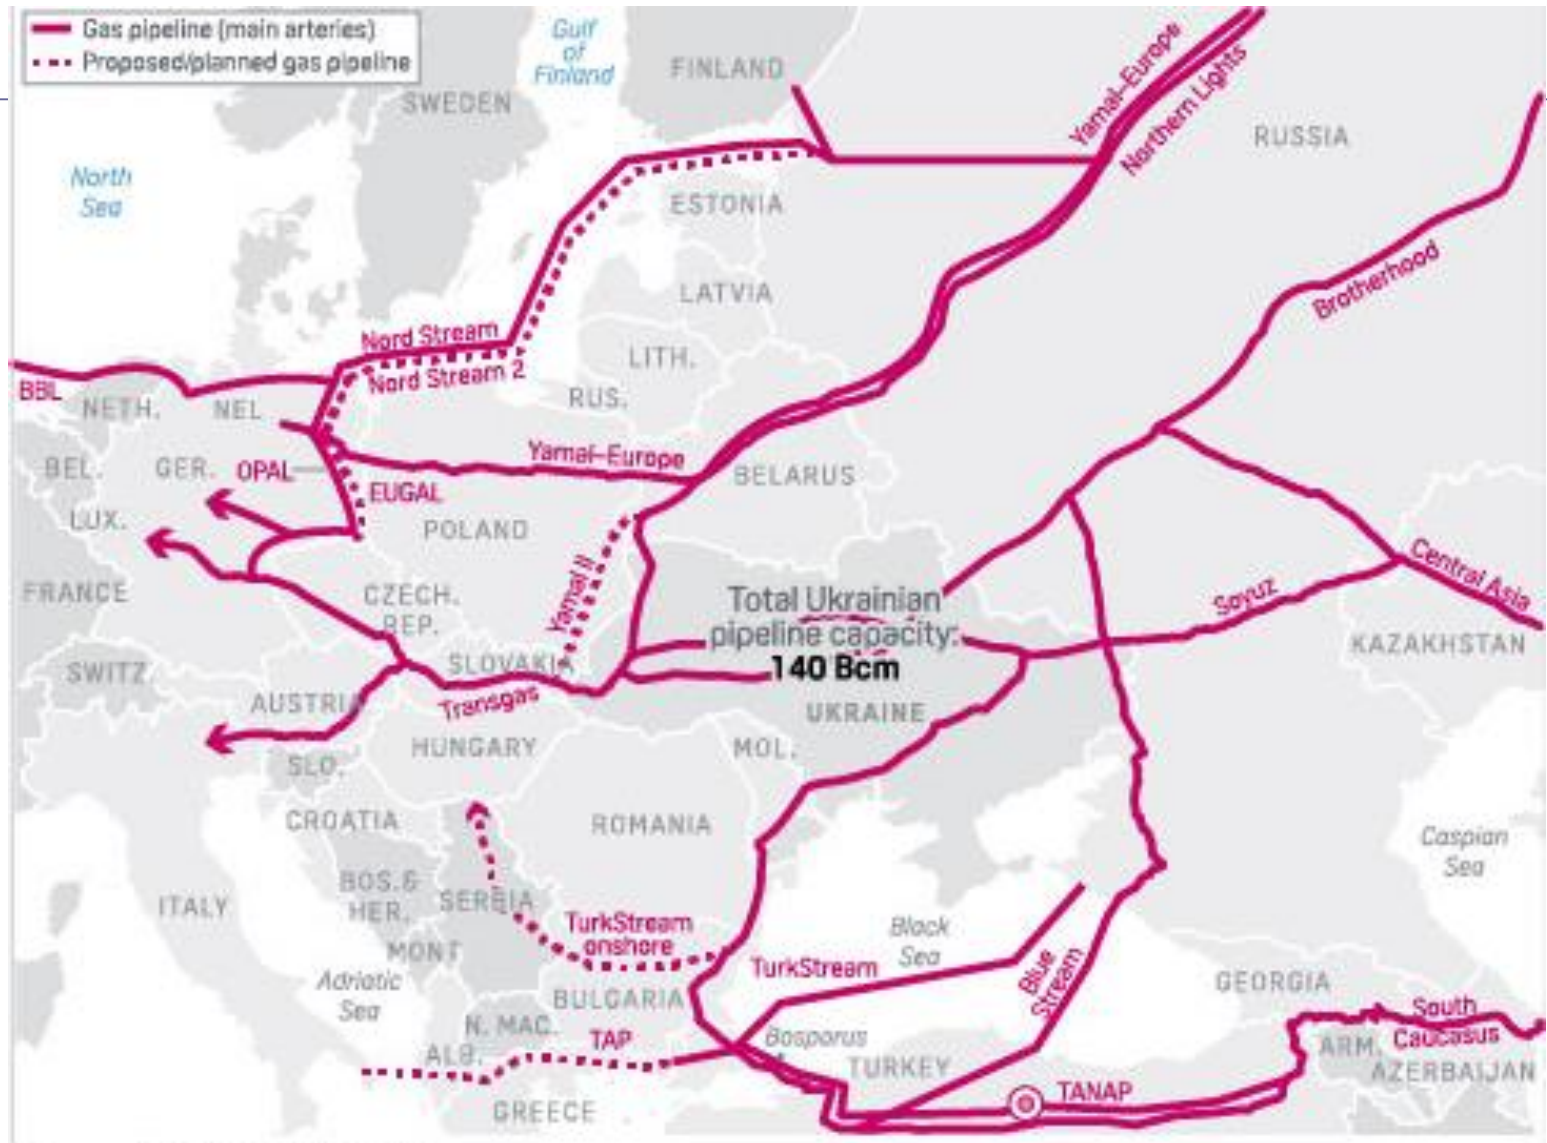 Gas pipeline (main arteries)
Proposed/planned gas pipeline
Gulf
of
Finland
FINLAND
SWEDEN
Yamal–Europe
Northern Lights
RUSSIA
North
Sea
ESTONIA
LATVIA
Brotherhood
Nord Stream
Nord Stream 2
LITH.
RUS.
BBL
NETH.
NEL
Yamal–Europe
BELARUS
BEL.
GER.
OPAL
EUGAL
LUX.
POLAND
Yamal II
FRANCE
CZECH.
REP.
Total Ukrainian
pipeline capacity:
140 Bcm
Soyuz
Central Asia
KAZAKHSTAN
SWITZ.
SLOVAKIA
AUSTRIA
Transgas
UKRAINE
HUNGARY
MOL.
SLO.
CROATIA
ROMANIA
Caspian
Sea
BOS. &
HER.
SERBIA
ITALY
TurkStream
onshore
Black
Sea
MONT
TurkStream
Blue
Stream
Adriatic
Sea
BULGARIA
GEORGIA
N. MAC.
South
Caucasus
ALB.
TAP
Bosporus
TURKEY
ARM.
AZERBAIJAN
TANAP
GREECE